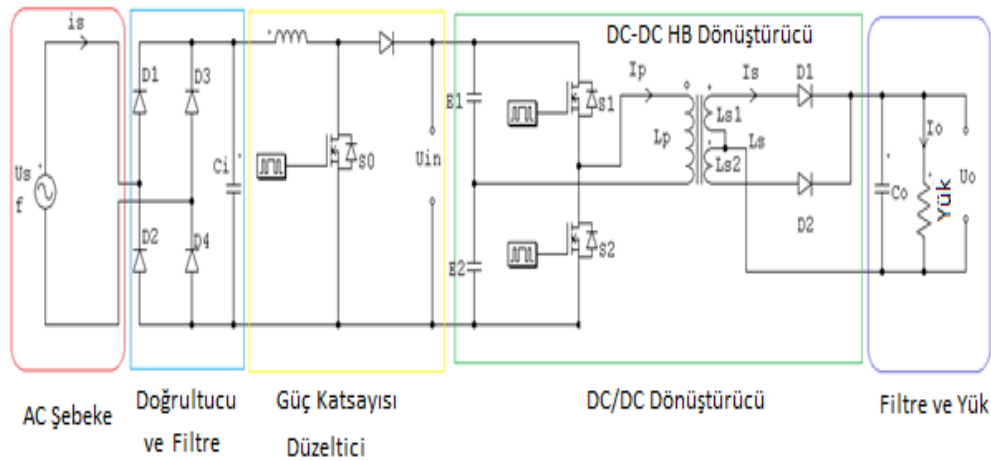 is
Us
f
D1
D3
D2
D4
Ci
S0
Uin
DC-DC HB Dönüştürücü
E1
E2
S1
S2
Ip
Lp
Is
Ls1
Ls
Ls2
D1
D2
Co
Io
Yük
Uo
AC Şebeke
Doğrultucu
ve Filtre
Güç Katsayısı
Düzeltici
DC/DC Dönüştürücü
Filtre ve Yük